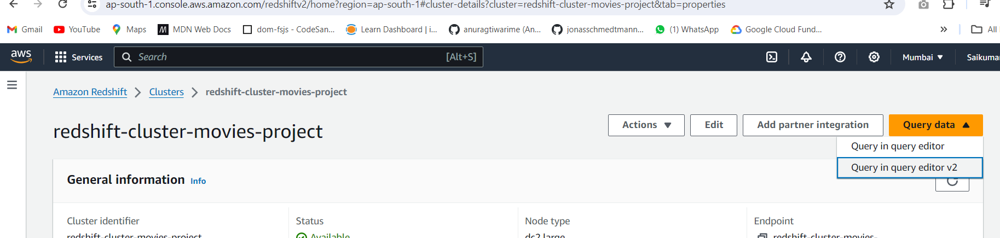 ap-south-1.console.aws.amazon.com/redshiftv2/home?region=ap-south-1#cluster-details?cluster=redshift-cluster-movies-project&tab=properties
Gmail YouTube Maps MDN Web Docs dom-fsjs - CodeSan... Learn Dashboard | i... anuragtiwarime (An... jonasschmedtmann... (1) WhatsApp Google Cloud Fund... » All
aws Services Search [Alt+S] Mumbai Saikuma
Amazon Redshift Clusters redshift-cluster-movies-project
redshift-cluster-movies-project Actions Edit Add partner integration Query data
Query in query editor
Query in query editor v2
General information Info
Cluster identifier Status Node type Endpoint
redshift-cluster-movies-project Available dc2.large redshift-cluster-movies-